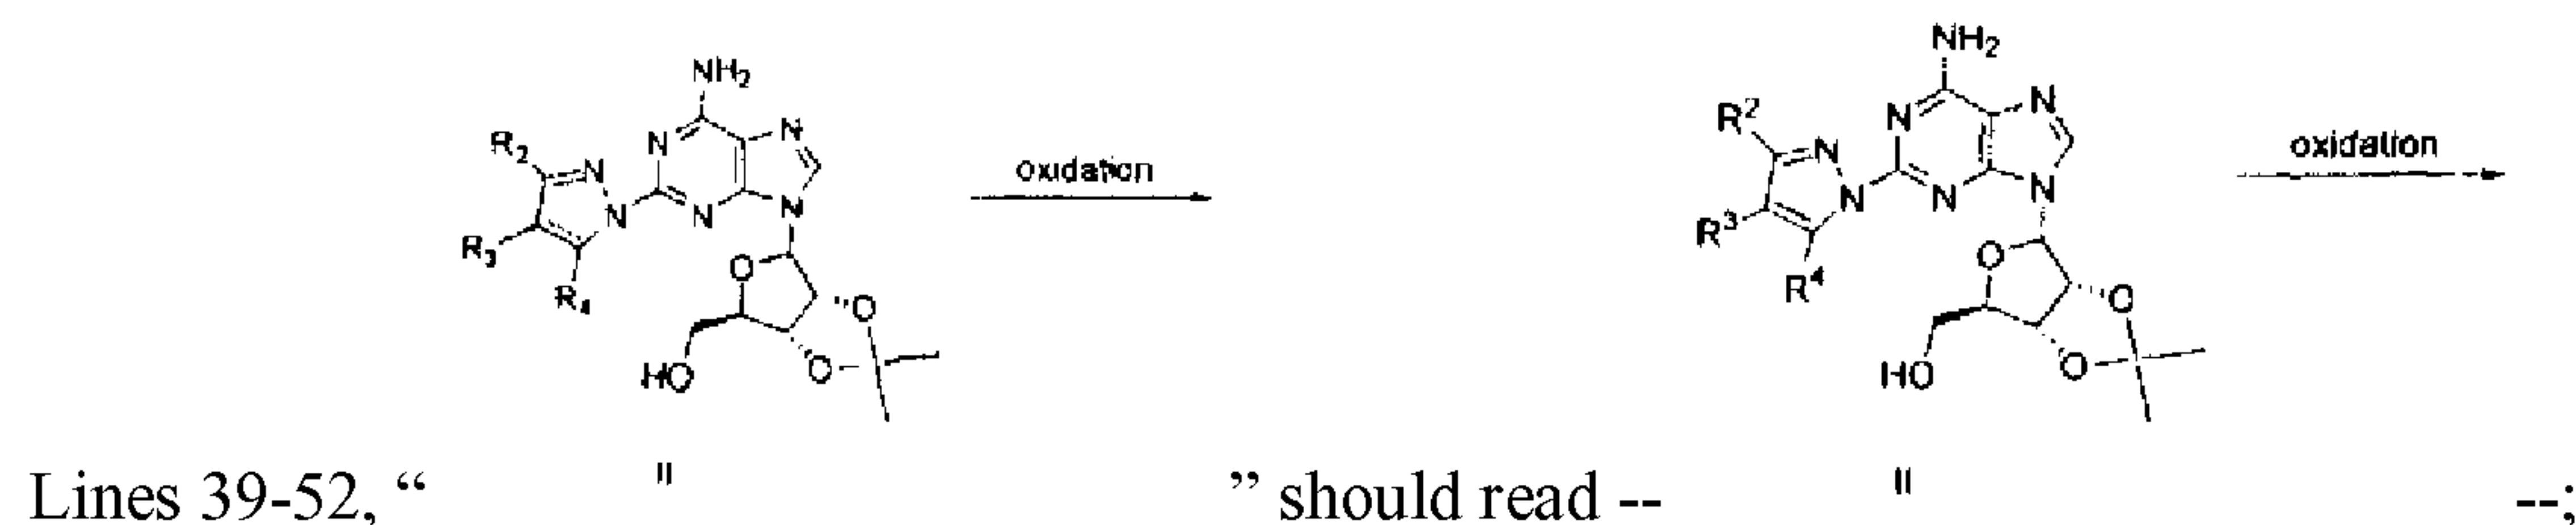 NH₂ NH₂
N N N N
R₂ N oxidation R² N oxidation
N N N N N N
R₃ R³
R₄ O R⁴ O
O O
HO O HO O
Lines 39-52, “ II ” should read -- II --;